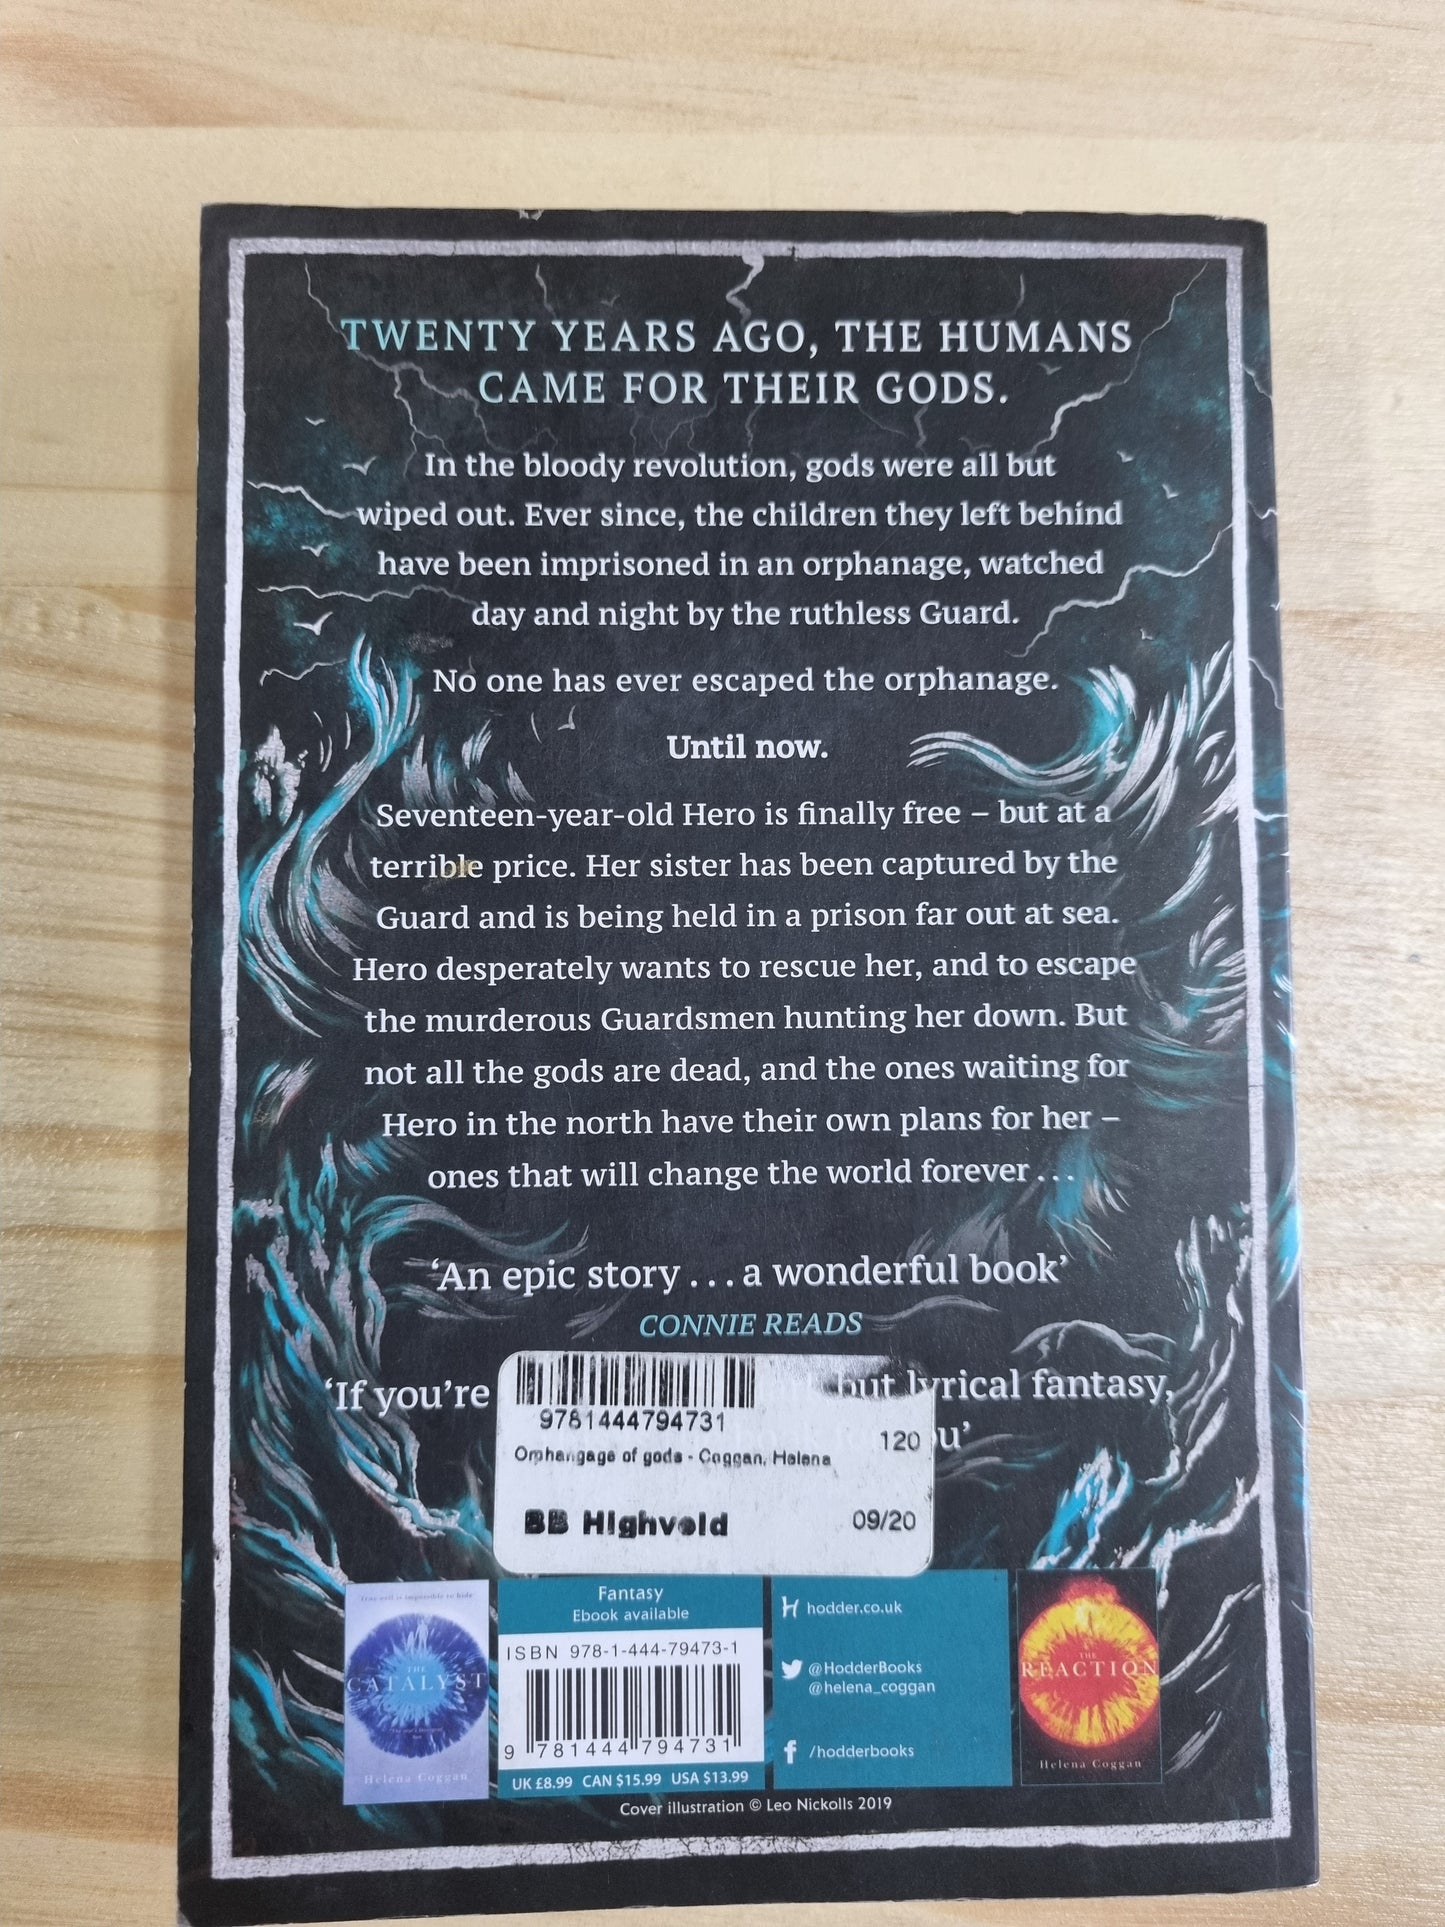 TWENTY YEARS AGO, THE HUMANS
CAME FOR THEIR GODS.
In the bloody revolution, gods were all but
wiped out. Ever since, the children they left behind
have been imprisoned in an orphanage, watched
day and night by the ruthless Guard.
No one has ever escaped the orphanage.
Until now.
Seventeen-year-old Hero is finally free – but at a
terrible price. Her sister has been captured by the
Guard and is being held in a prison far out at sea.
Hero desperately wants to rescue her, and to escape
the murderous Guardsmen hunting her down. But
not all the gods are dead, and the ones waiting for
Hero in the north have their own plans for her –
ones that will change the world forever . . .
‘An epic story . . . a wonderful book’
CONNIE READS
‘If you’re but lyrical fantasy,
9781444794731
Orphangage of gods - Coggan, Helena
120
BB Highveld
09/20
True evil is impossible to hide
THE
CATALYST
Helena Coggan
Fantasy
Ebook available
ISBN 978-1-444-79473-1
9 781444 794731
UK £8.99 CAN $15.99 USA $13.99
hodder.co.uk
@HodderBooks
@helena_coggan
/hodderbooks
THE
REACTION
Helena Coggan
Cover illustration © Leo Nickolls 2019